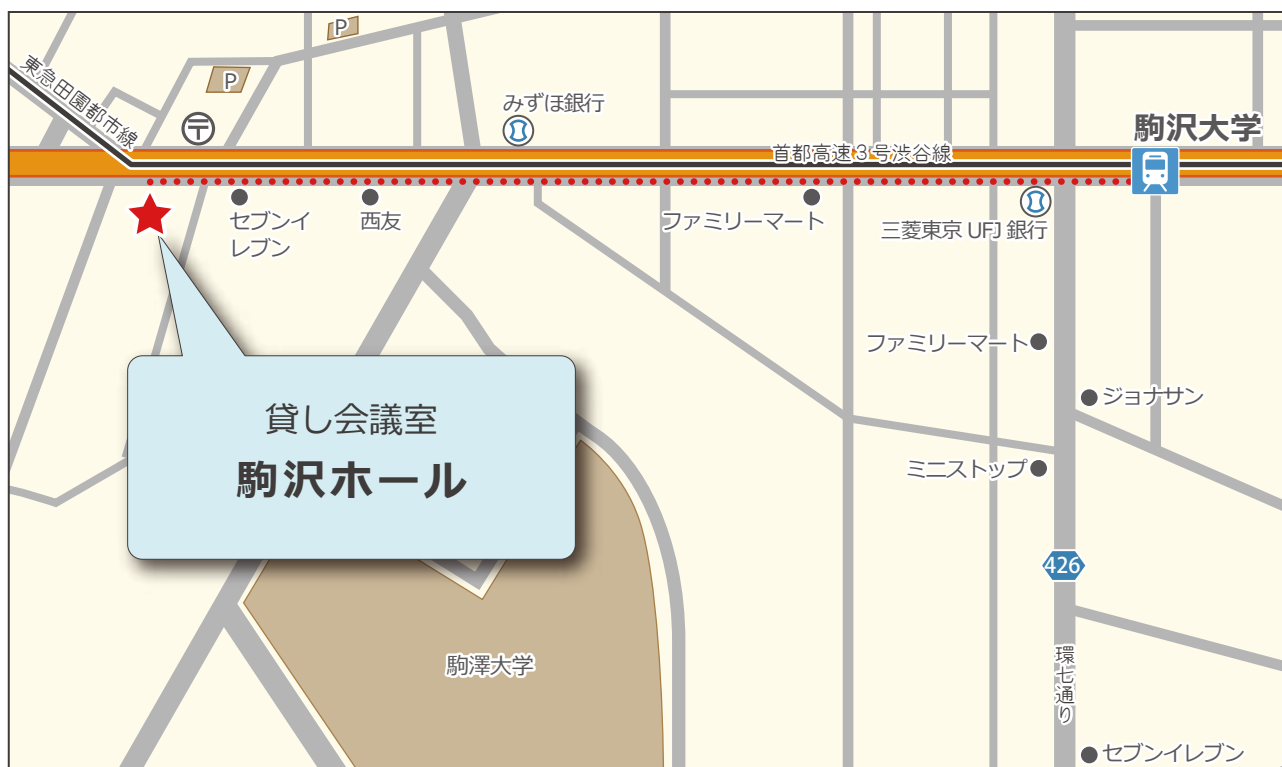 P
P
東急田園都市線
〒
みずほ銀行
駒沢大学
首都高速3号渋谷線
セブンイ
レブン
西友
ファミリーマート
三菱東京UFJ銀行
ファミリーマート
ジョナサン
貸し会議室
駒沢ホール
ミニストップ
426
駒澤大学
環七通り
セブンイレブン